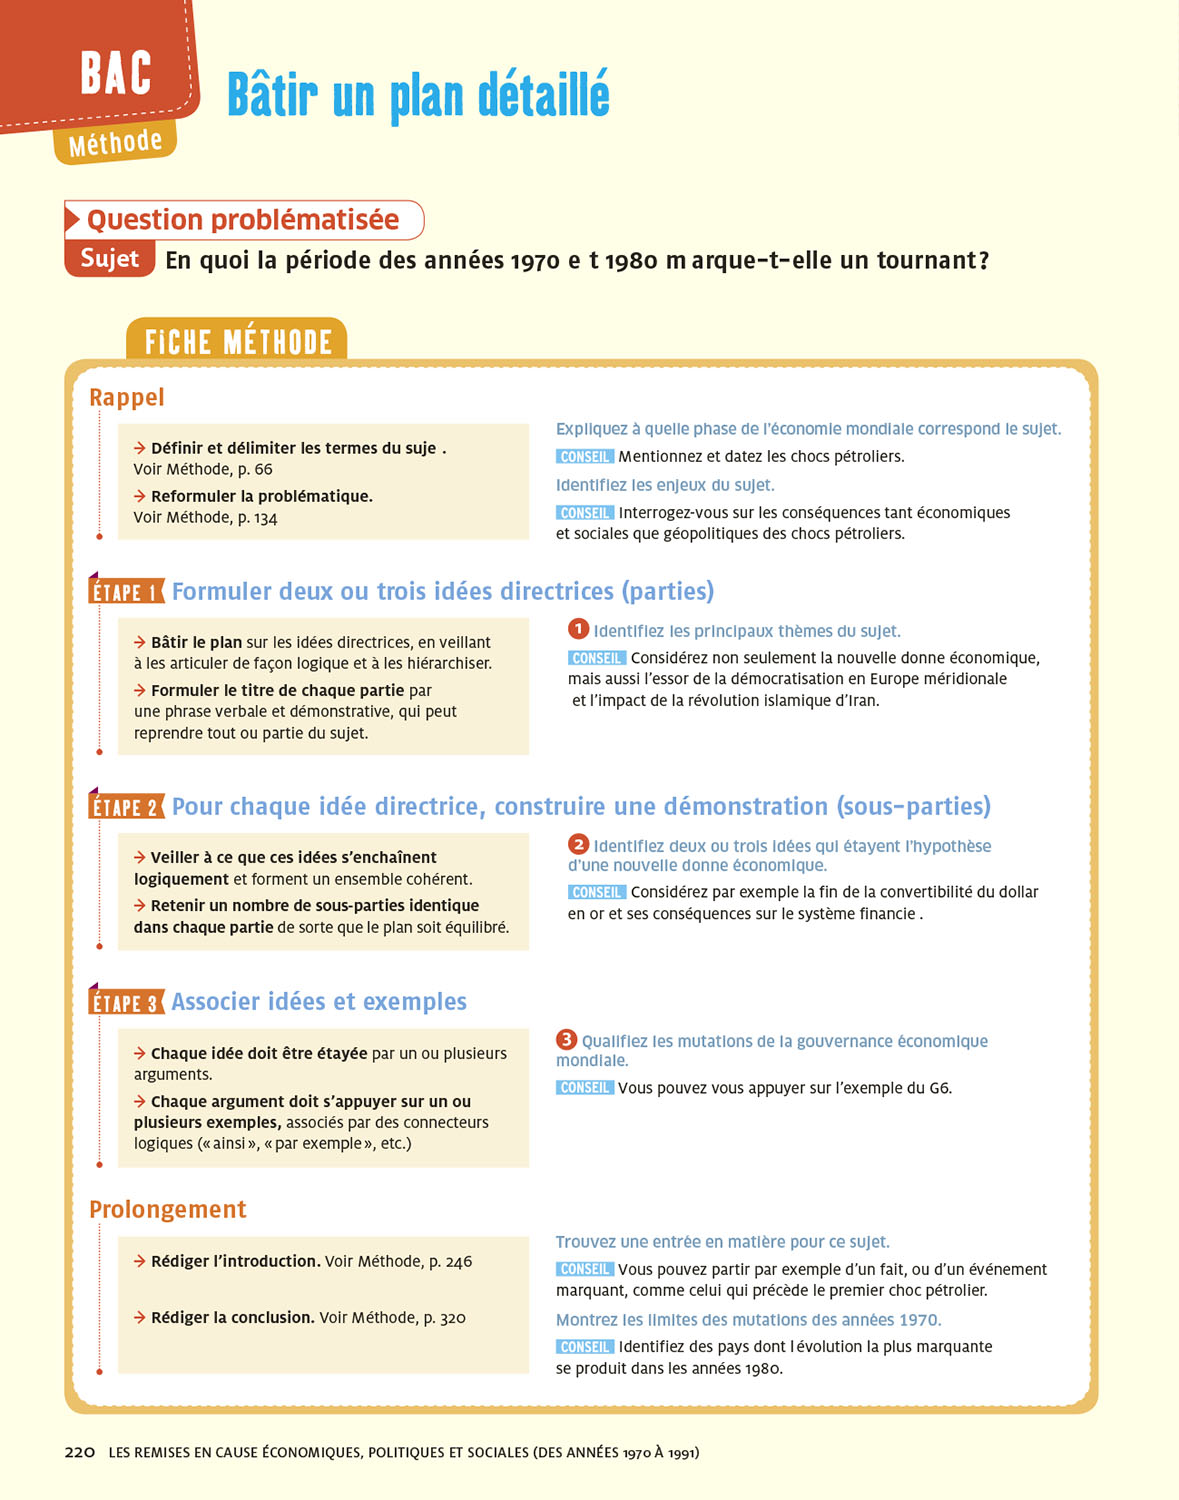 BAC
Méthode
Bâtir un plan détaillé
Question problématisée
Sujet En quoi la période des années 1970 e t 1980 m arque-t-elle un tournant ?
FiCHE MÉTHODE
Rappel
→ Définir et délimiter les termes du suje .
Voir Méthode, p. 66
→ Reformuler la problématique.
Voir Méthode, p. 134
Expliquez à quelle phase de l'économie mondiale correspond le sujet.
CONSEIL Mentionnez et datez les chocs pétroliers.
Identifiez les enjeux du sujet.
CONSEIL Interrogez-vous sur les conséquences tant économiques
et sociales que géopolitiques des chocs pétroliers.
ÉTAPE 1 Formuler deux ou trois idées directrices (parties)
→ Bâtir le plan sur les idées directrices, en veillant
à les articuler de façon logique et à les hiérarchiser.
→ Formuler le titre de chaque partie par
une phrase verbale et démonstrative, qui peut
reprendre tout ou partie du sujet.
1 Identifiez les principaux thèmes du sujet.
CONSEIL Considérez non seulement la nouvelle donne économique,
mais aussi l'essor de la démocratisation en Europe méridionale
et l'impact de la révolution islamique d'Iran.
ÉTAPE 2 Pour chaque idée directrice, construire une démonstration (sous-parties)
→ Veiller à ce que ces idées s'enchaînent
logiquement et forment un ensemble cohérent.
→ Retenir un nombre de sous-parties identique
dans chaque partie de sorte que le plan soit équilibré.
2 Identifiez deux ou trois idées qui étayent l'hypothèse
d'une nouvelle donne économique.
CONSEIL Considérez par exemple la fin de la convertibilité du dollar
en or et ses conséquences sur le système financie .
ÉTAPE 3 Associer idées et exemples
→ Chaque idée doit être étayée par un ou plusieurs
arguments.
→ Chaque argument doit s'appuyer sur un ou
plusieurs exemples, associés par des connecteurs
logiques (« ainsi », « par exemple », etc.)
3 Qualifiez les mutations de la gouvernance économique
mondiale.
CONSEIL Vous pouvez vous appuyer sur l'exemple du G6.
Prolongement
→ Rédiger l'introduction. Voir Méthode, p. 246
→ Rédiger la conclusion. Voir Méthode, p. 320
Trouvez une entrée en matière pour ce sujet.
CONSEIL Vous pouvez partir par exemple d'un fait, ou d'un événement
marquant, comme celui qui précède le premier choc pétrolier.
Montrez les limites des mutations des années 1970.
CONSEIL Identifiez des pays dont l évolution la plus marquante
se produit dans les années 1980.
220 LES REMISES EN CAUSE ÉCONOMIQUES, POLITIQUES ET SOCIALES (DES ANNÉES 1970 À 1991)